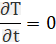 ∂T/∂t = 0